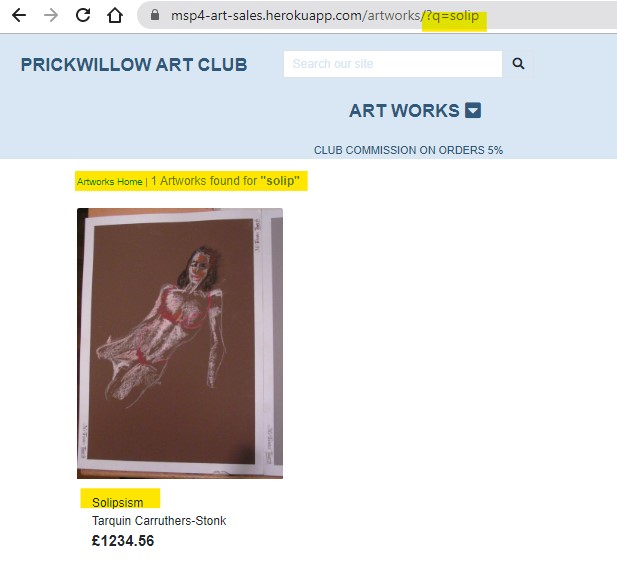 msp4-art-sales.herokuapp.com/artworks/?q=solip
PRICKWILLOW ART CLUB
Search our site
ART WORKS
CLUB COMMISSION ON ORDERS 5%
Artworks Home | 1 Artworks found for "solip"
Solipsism
Tarquin Carruthers-Stonk
£1234.56